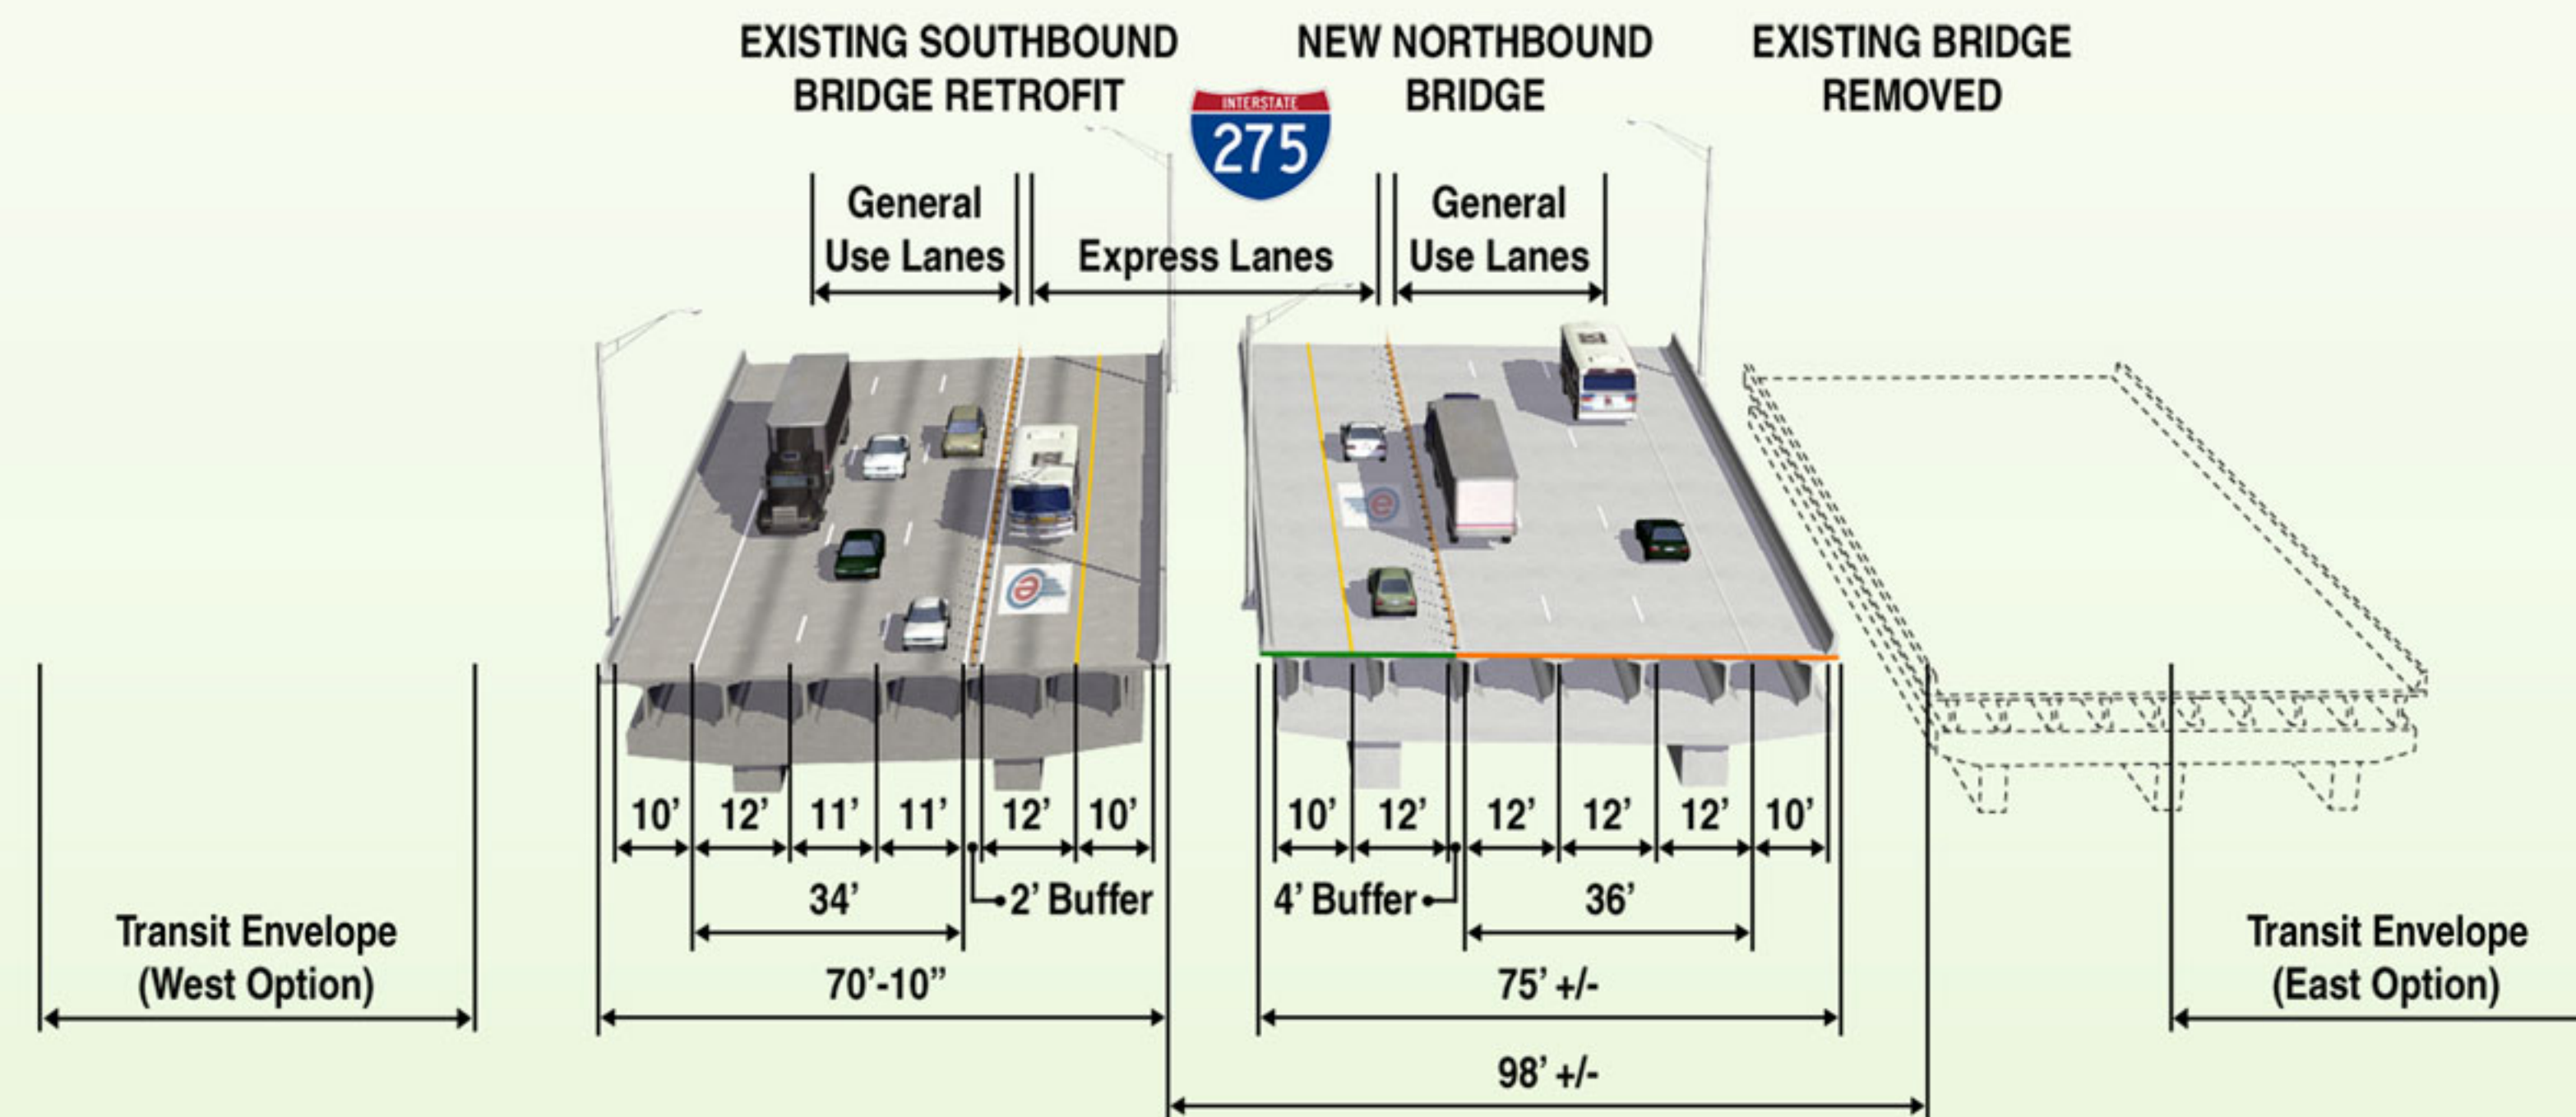 EXISTING SOUTHBOUND
BRIDGE RETROFIT
NEW NORTHBOUND
BRIDGE
EXISTING BRIDGE
REMOVED
INTERSTATE
275
General
Use Lanes
Express Lanes
General
Use Lanes
e
e
10’ 12’ 11’ 11’ 12’ 10’
10’ 12’ 12’ 12’ 12’ 10’
34’
2’ Buffer
4’ Buffer
36’
Transit Envelope
(West Option)
70’-10”
75’ +/-
Transit Envelope
(East Option)
98’ +/-